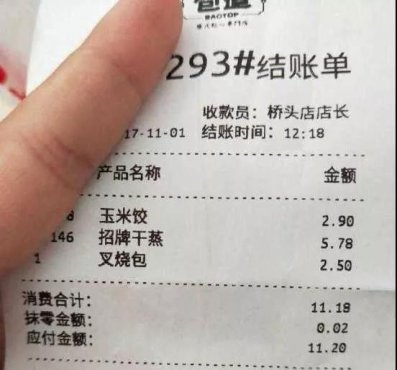 BAOTOP
293#结账单
收款员: 桥头店店长
17-11-01 结账时间: 12:18
产品名称 金额
8 玉米饺 2.90
146 招牌干蒸 5.78
1 叉烧包 2.50
消费合计: 11.18
抹零金额: 0.02
应付金额: 11.20